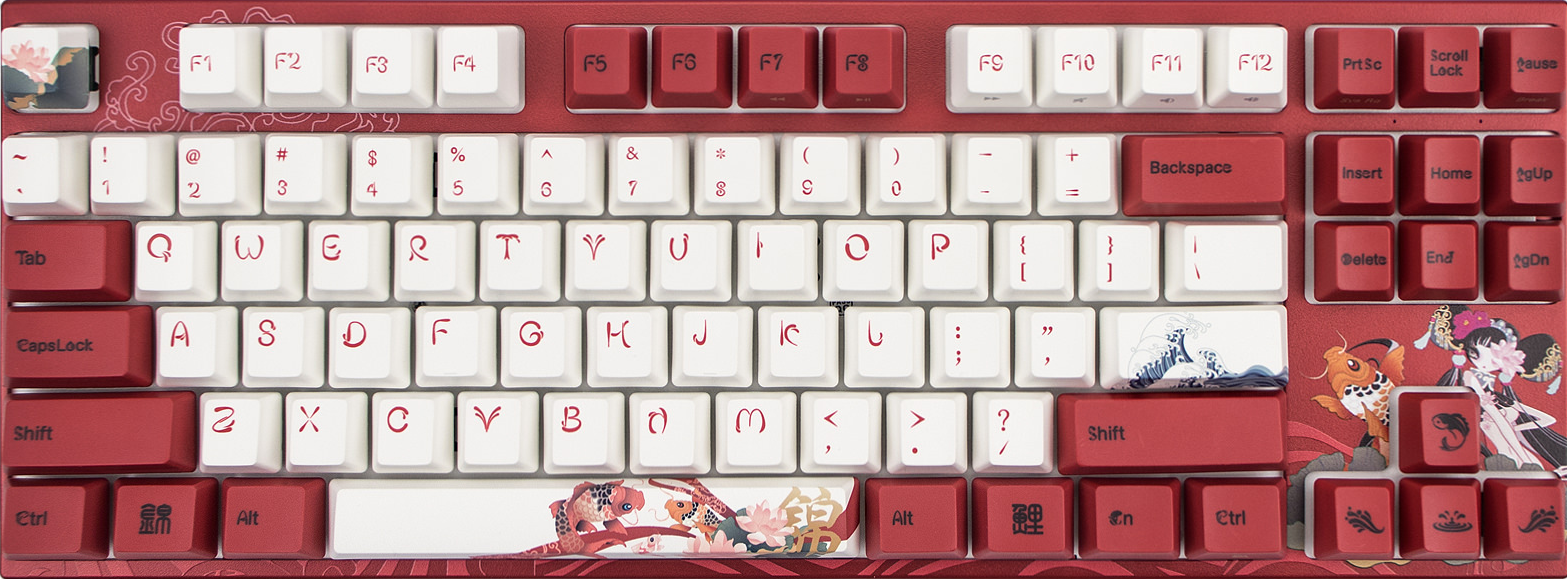 F1 F2 F3 F4 F5 F6 F7 F8 F9 F10 F11 F12 PrtSc Scroll Lock Pause
~ ! @ # $ % ^ & * ( ) _ + Backspace Insert Home PgUp
` 1 2 3 4 5 6 7 8 9 0 - =
Tab Q W E R T Y U I O P { } | Delete End PgDn
[ ] \
CapsLock A S D F G H J K L : "
; '
Shift Z X C V B N M < > ? Shift
, . /
Ctrl 錦 Alt 錦 Alt 鯉 Fn Ctrl